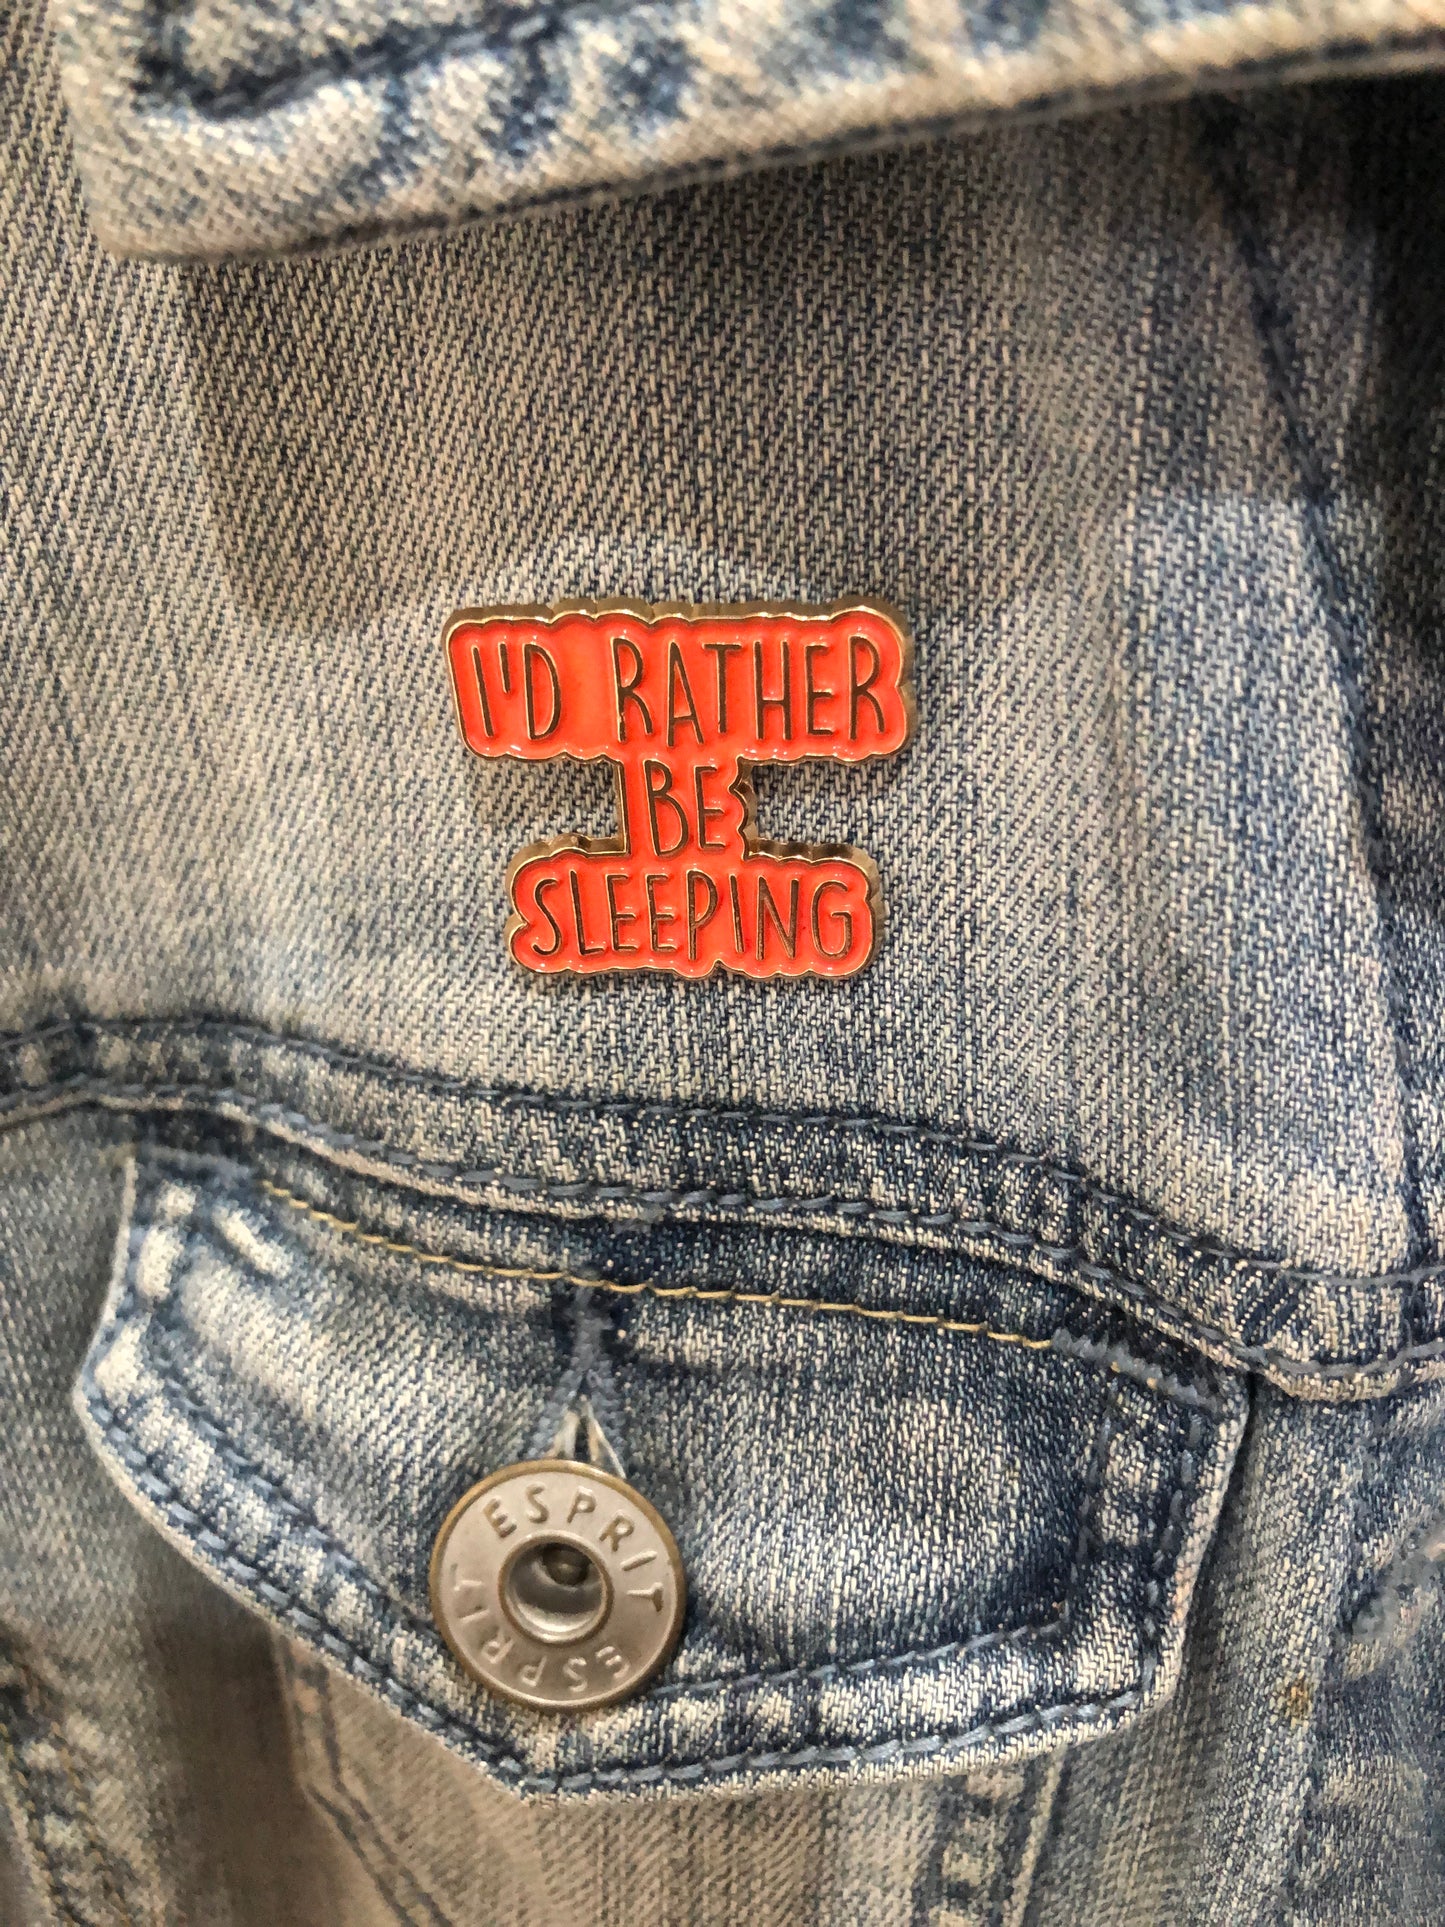 I'D RATHER
BE
SLEEPING
ESPRIT
ESPRIT